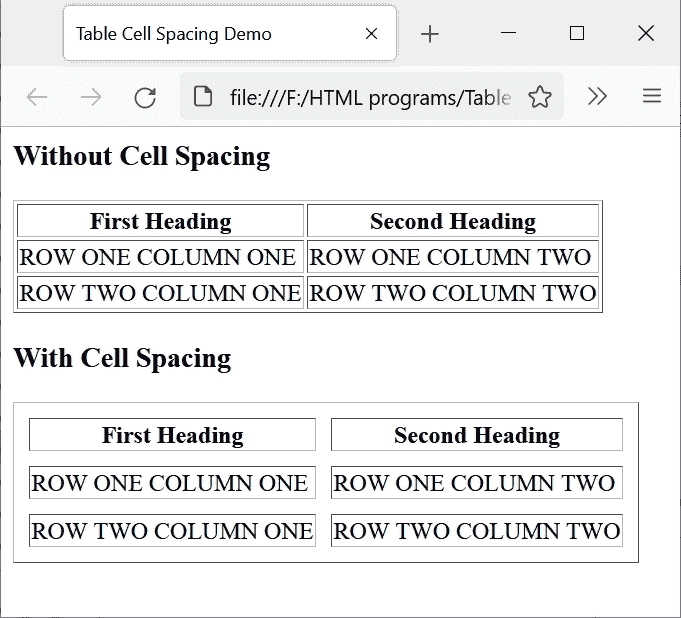 Table Cell Spacing Demo
file:///F:/HTML programs/Table
Without Cell Spacing
First Heading Second Heading
ROW ONE COLUMN ONE ROW ONE COLUMN TWO
ROW TWO COLUMN ONE ROW TWO COLUMN TWO
With Cell Spacing
First Heading Second Heading
ROW ONE COLUMN ONE ROW ONE COLUMN TWO
ROW TWO COLUMN ONE ROW TWO COLUMN TWO